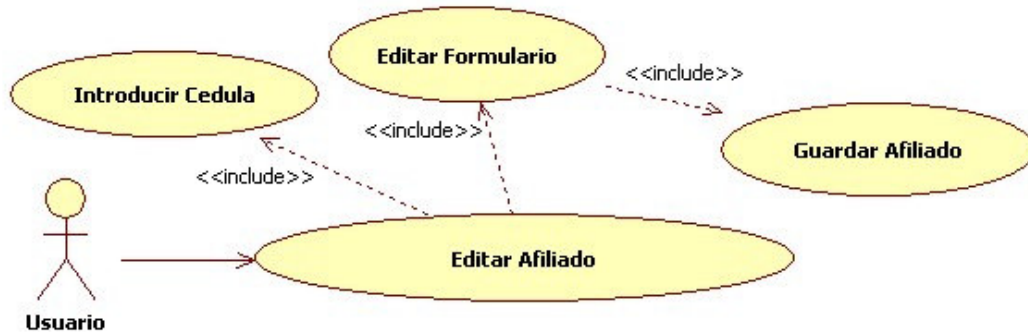 Editar Formulario
<<include>>
Introducir Cedula
<<include>>
Guardar Afiliado
<<include>>
Editar Afiliado
Usuario